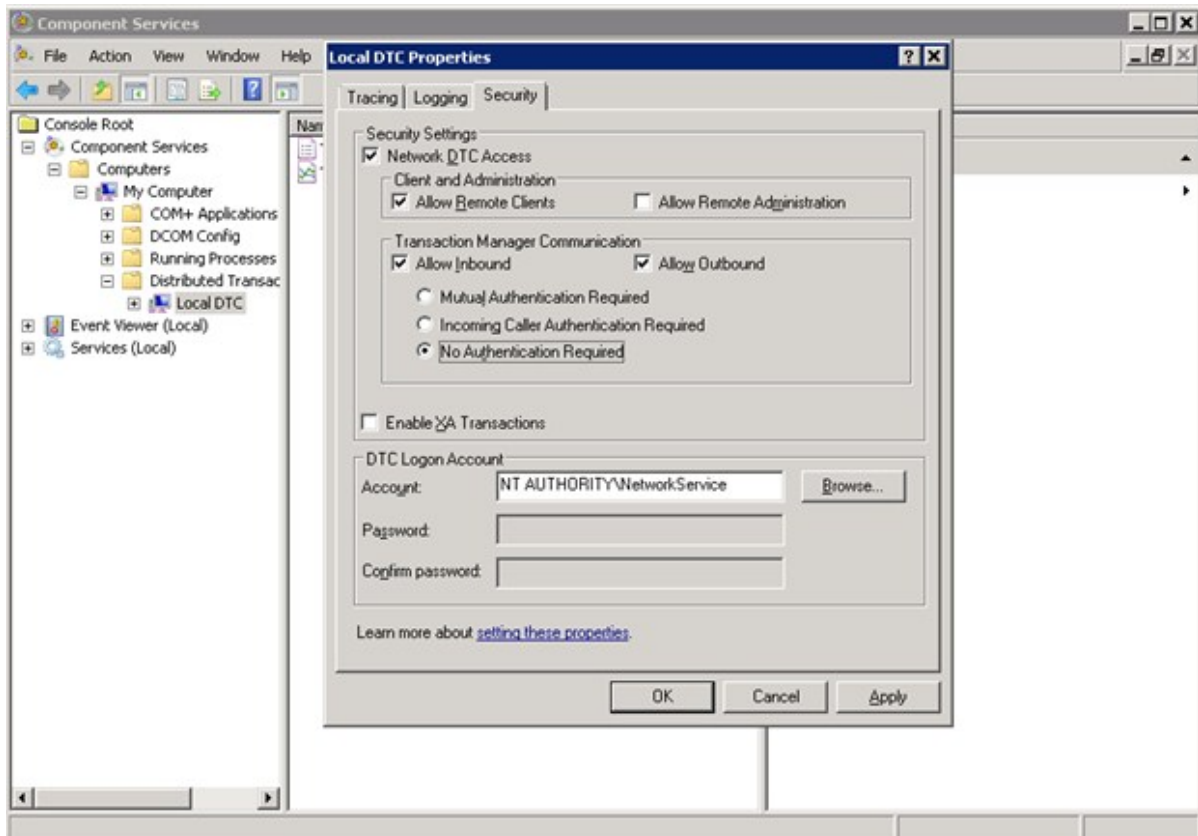 Component Services
File Action View Window Help
Console Root
Component Services
Computers
My Computer
COM+ Applications
DCOM Config
Running Processes
Distributed Transac
Local DTC
Event Viewer (Local)
Services (Local)
Nam
Local DTC Properties
Tracing Logging Security
Security Settings
Network DTC Access
Client and Administration
Allow Remote Clients Allow Remote Administration
Transaction Manager Communication
Allow Inbound Allow Outbound
Mutual Authentication Required
Incoming Caller Authentication Required
No Authentication Required
Enable XA Transactions
DTC Logon Account
Account: NT AUTHORITY\NetworkService Browse...
Password:
Confirm password:
Learn more about setting these properties.
OK Cancel Apply